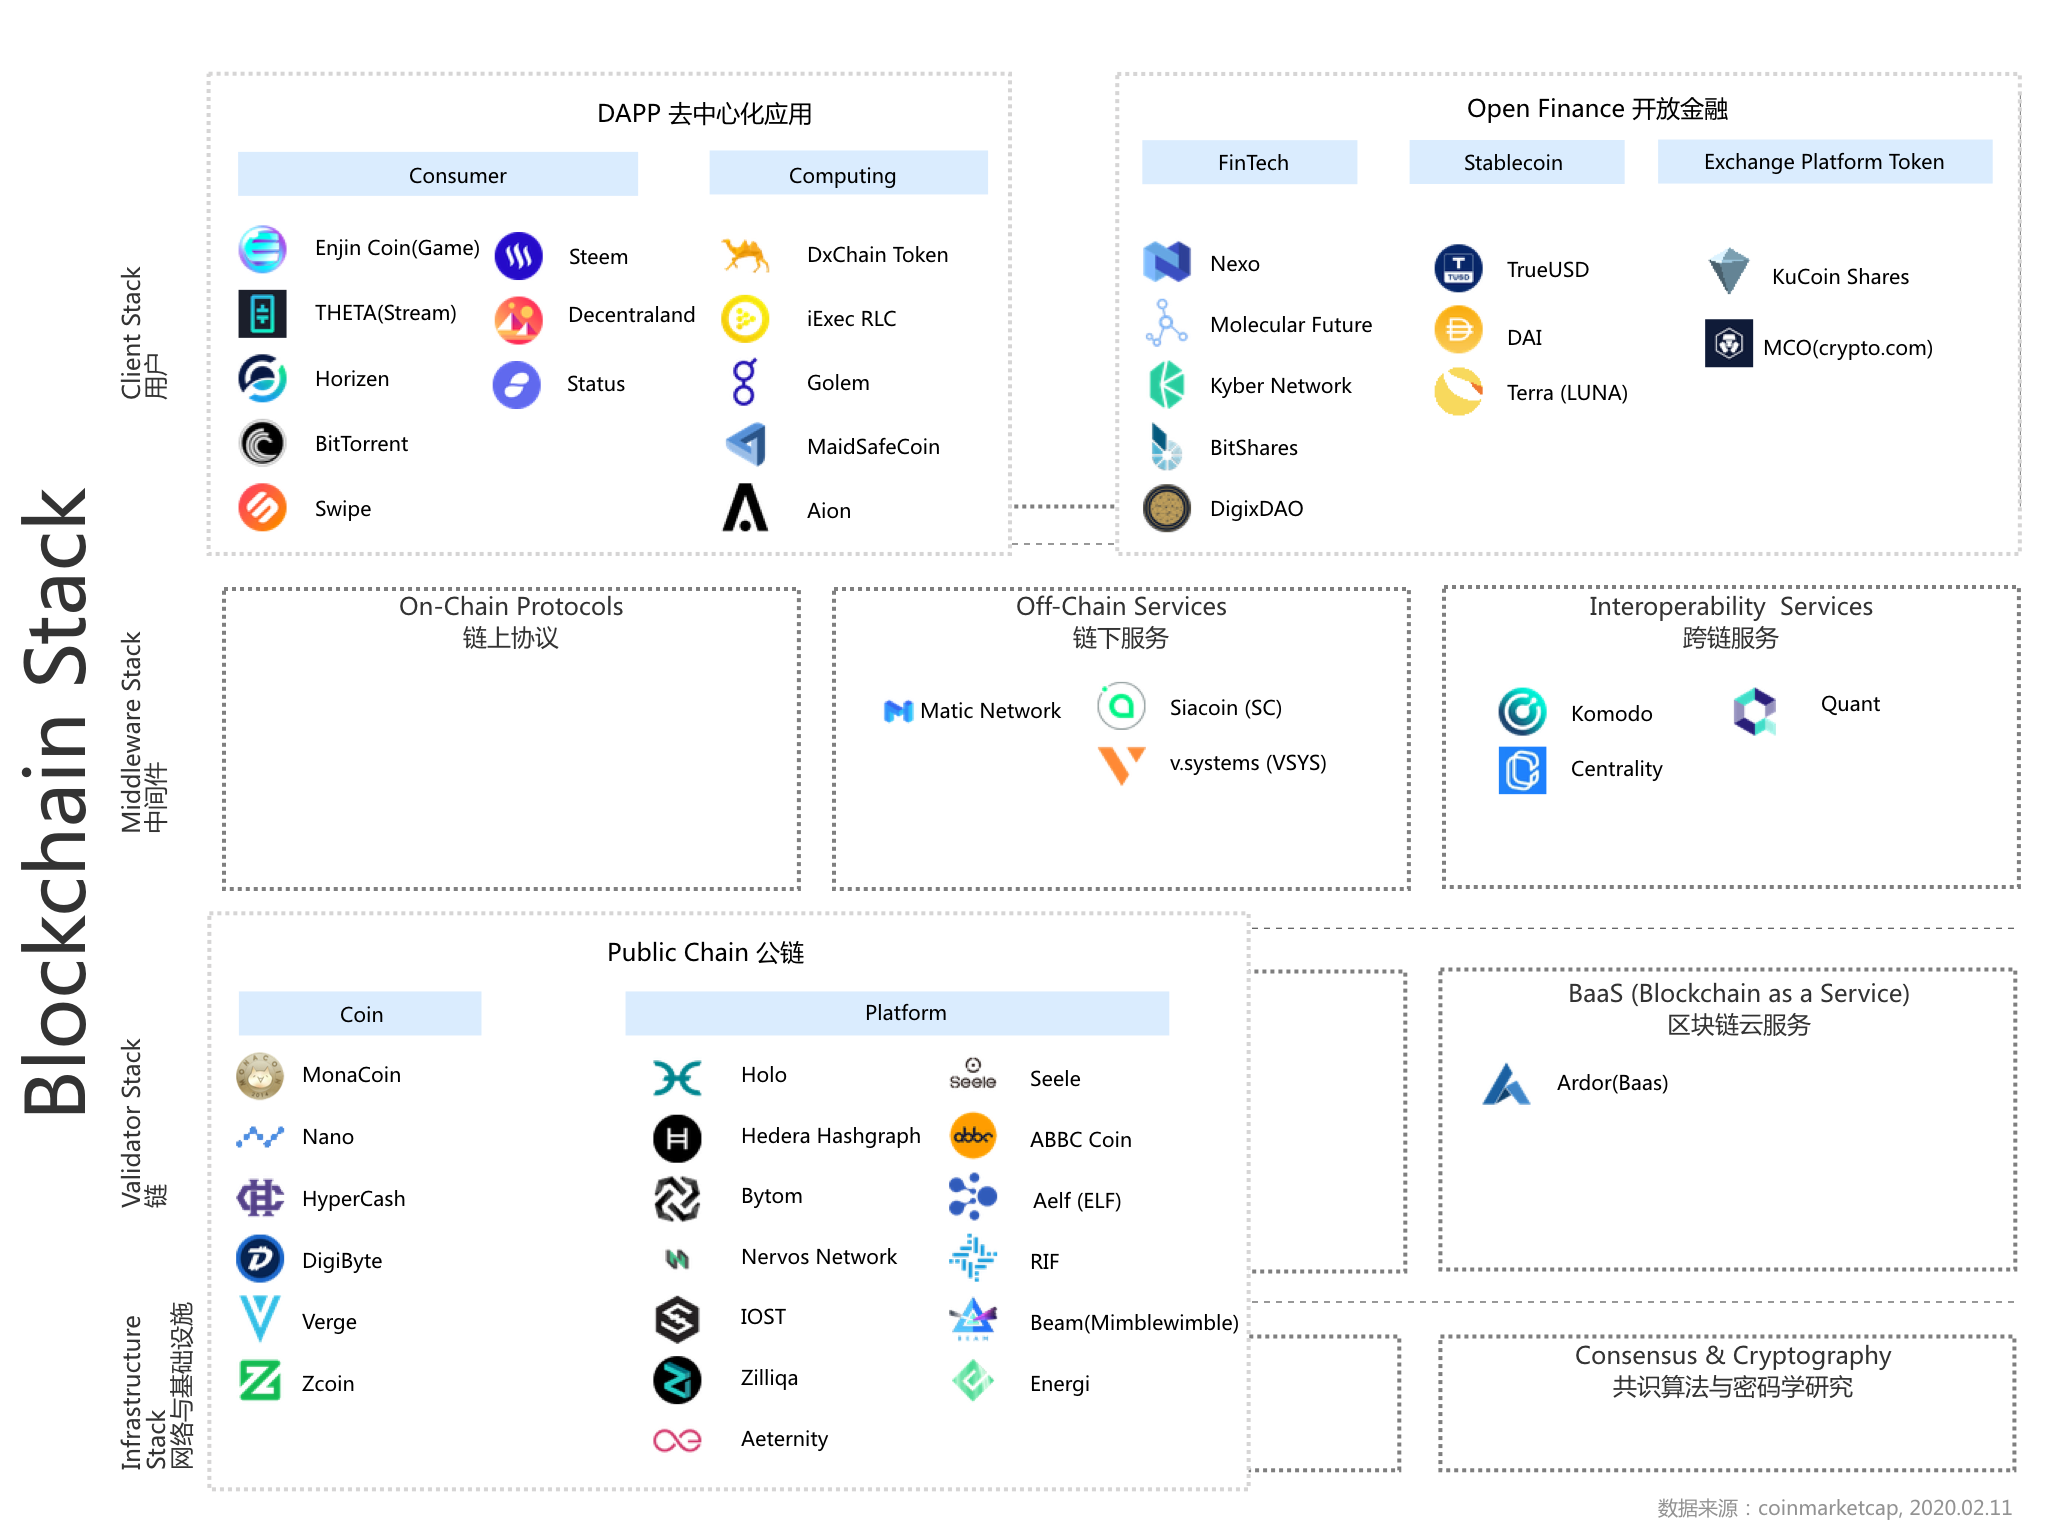 Blockchain Stack
Client Stack
用户
DAPP 去中心化应用
Consumer
Enjin Coin(Game)
THETA(Stream)
Horizen
BitTorrent
Swipe
Steem
Decentraland
Status
Computing
DxChain Token
iExec RLC
Golem
MaidSafeCoin
Aion
Open Finance 开放金融
FinTech
Nexo
Molecular Future
Kyber Network
BitShares
DigixDAO
Stablecoin
TUSD
TrueUSD
DAI
Terra (LUNA)
Exchange Platform Token
KuCoin Shares
MCO(crypto.com)
Middleware Stack
中间件
On-Chain Protocols
链上协议
Off-Chain Services
链下服务
Matic Network
Siacoin (SC)
v.systems (VSYS)
Interoperability  Services
跨链服务
Komodo
Centrality
Quant
Validator Stack
链
Public Chain 公链
Coin
MONACOIN
MonaCoin
Nano
HyperCash
DigiByte
Verge
Zcoin
Platform
Holo
Hedera Hashgraph
Bytom
Nervos Network
IOST
Zilliqa
Aeternity
Seele
Seele
abbc
ABBC Coin
Aelf (ELF)
RIF
BEAM
Beam(Mimblewimble)
Energi
BaaS (Blockchain as a Service)
区块链云服务
Ardor(Baas)
Infrastructure
Stack
网络与基础设施
Consensus & Cryptography
共识算法与密码学研究
数据来源：coinmarketcap, 2020.02.11